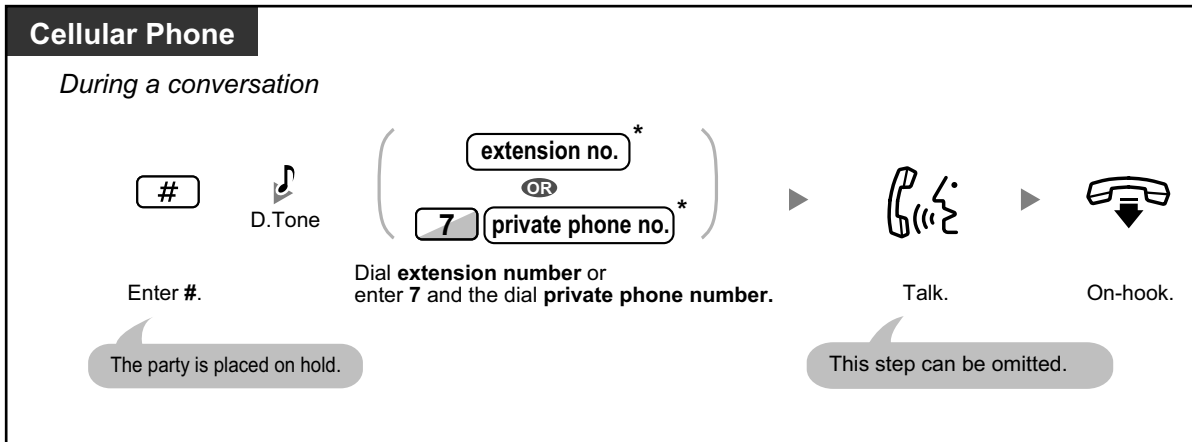 Cellular Phone
During a conversation
#
D.Tone
extension no.*
OR
7 private phone no.*
Enter #.
Dial extension number or
enter 7 and the dial private phone number.
Talk.
On-hook.
The party is placed on hold.
This step can be omitted.